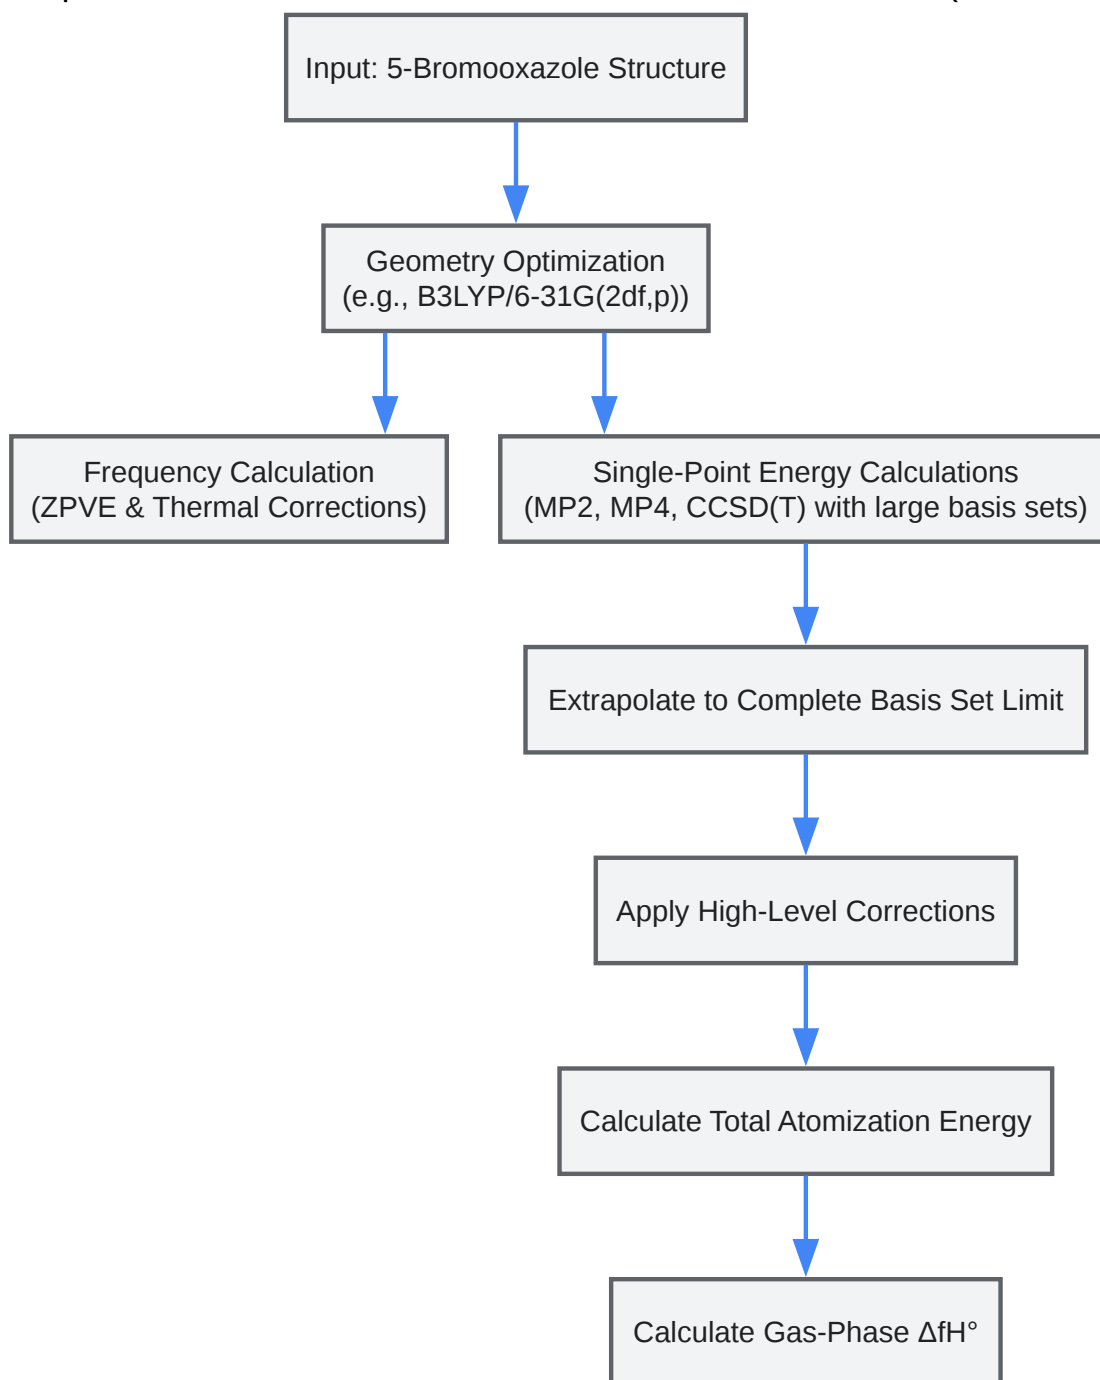 Input: 5-Bromooxazole Structure
Geometry Optimization
(e.g., B3LYP/6-31G(2df,p))
Frequency Calculation
(ZPVE & Thermal Corrections)
Single-Point Energy Calculations
(MP2, MP4, CCSD(T) with large basis sets)
Extrapolate to Complete Basis Set Limit
Apply High-Level Corrections
Calculate Total Atomization Energy
Calculate Gas-Phase ΔfH°